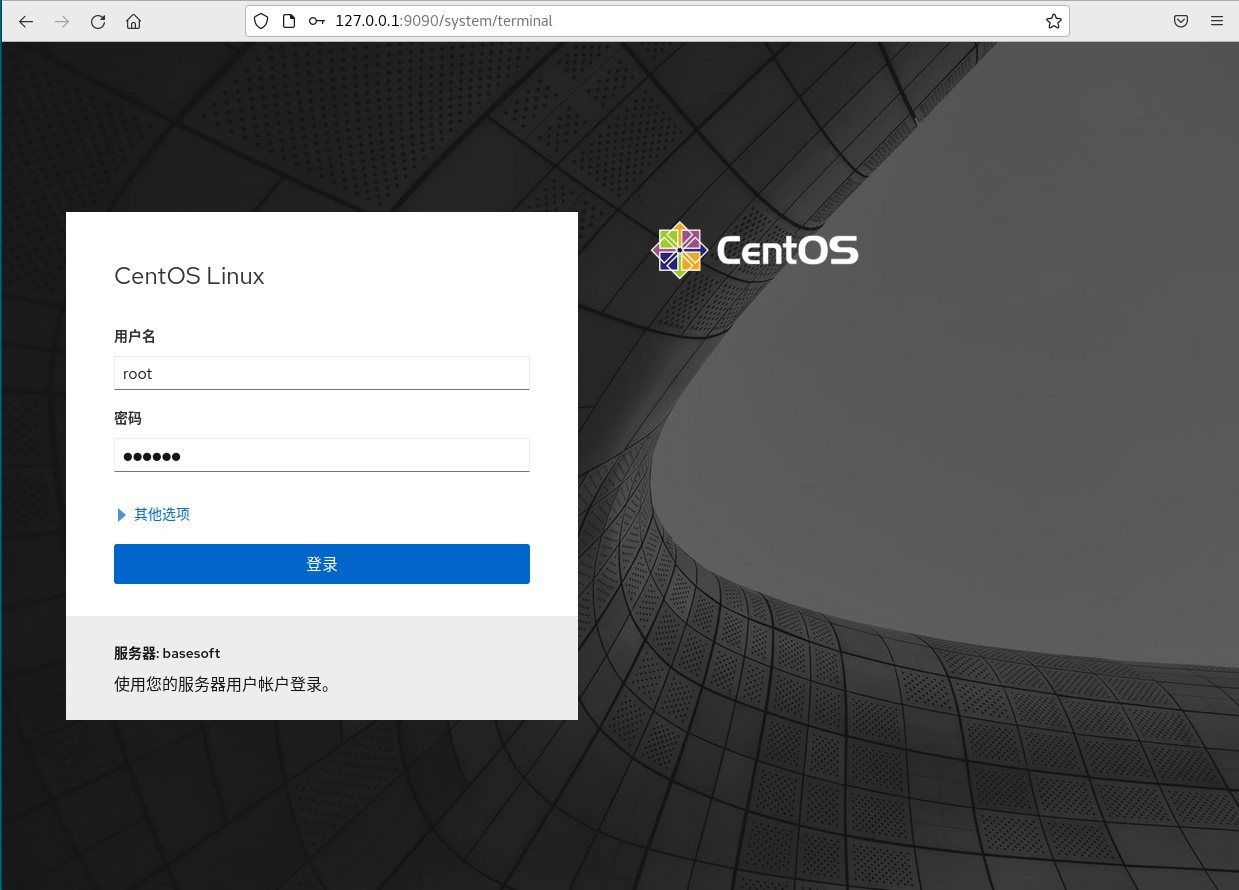 127.0.0.1:9090/system/terminal
CentOS
CentOS Linux
用户名
root
密码
●●●●●●
其他选项
登录
服务器: basesoft
使用您的服务器用户帐户登录。